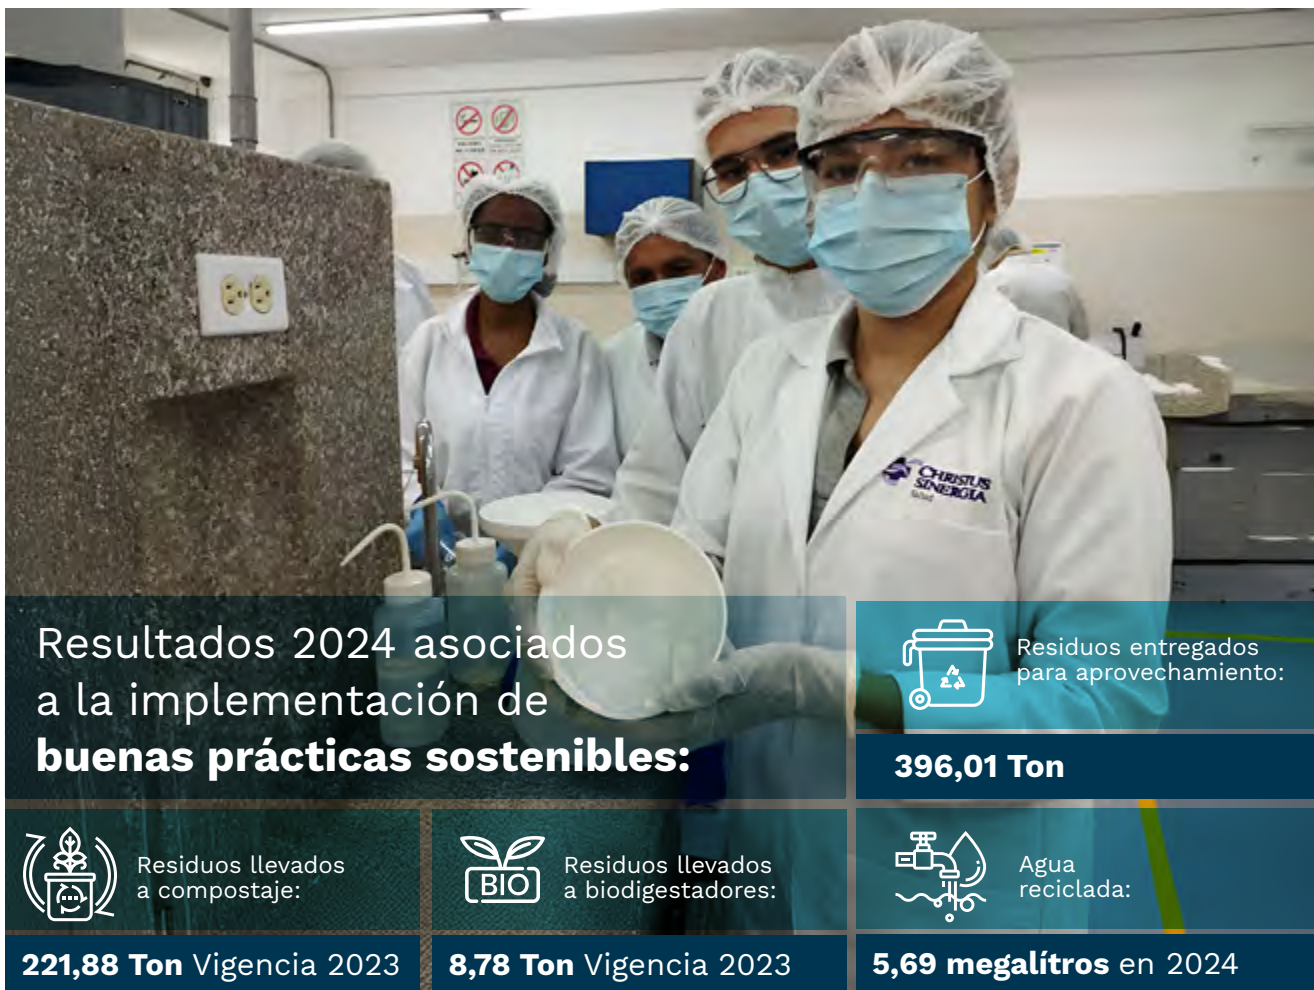 CHRISTUS
SINERGIA
Salud
Resultados 2024 asociados
a la implementación de
buenas prácticas sostenibles:
Residuos entregados
para aprovechamiento:
396,01 Ton
Residuos llevados
a compostaje:
221,88 Ton Vigencia 2023
BIO
Residuos llevados
a biodigestadores:
8,78 Ton Vigencia 2023
Agua
reciclada:
5,69 megalítros en 2024